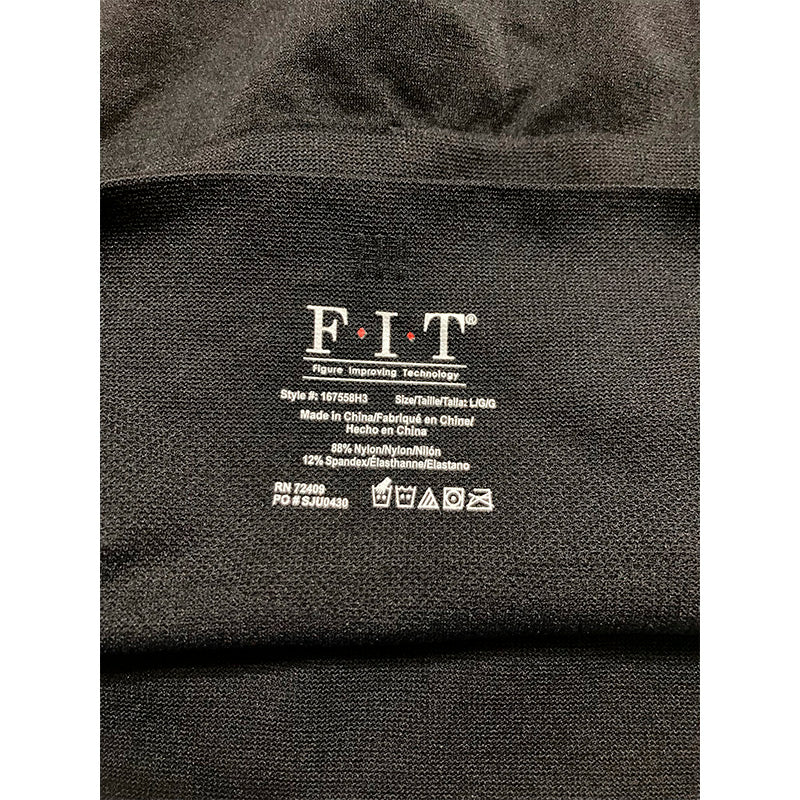 F·I·T®
Figure Improving Technology
Style #: 167558H3 Size/Taille/Talla: L/G/G
Made in China/Fabriqué en Chine/
Hecho en China
88% Nylon/Nylon/Nilón
12% Spandex/Élasthanne/Elastano
RN 72409
PO # SJU0430